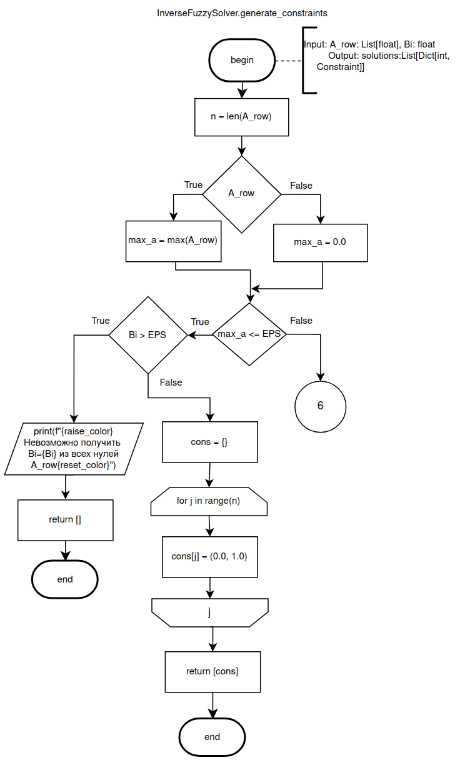 InverseFuzzySolver.generate_constraints
begin
Input: A_row: List[float], Bi: float
Output: solutions:List[Dict[int,
Constraint]]
n = len(A_row)
A_row
True
False
max_a = max(A_row)
max_a = 0.0
max_a <= EPS
True
False
Bi > EPS
True
False
6
print(f"{raise_color}
Невозможно получить
Bi={Bi} из всех нулей
A_row{reset_color}")
return []
end
cons = {}
for j in range(n)
cons[j] = (0.0, 1.0)
j
return [cons]
end